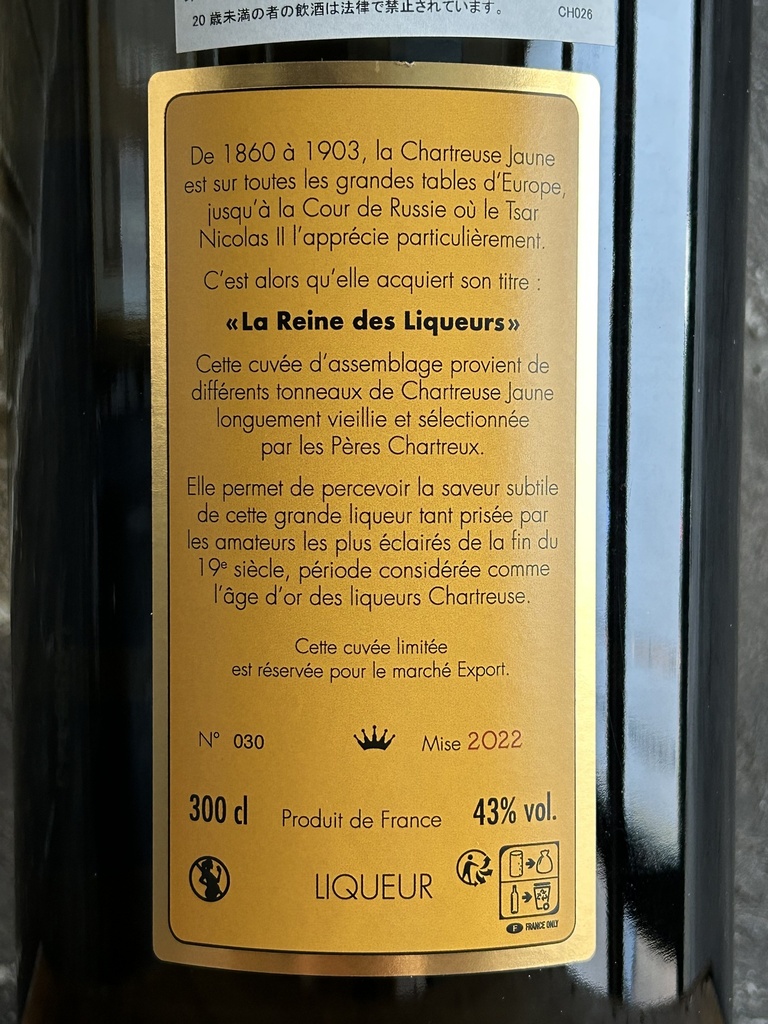 20 歳未満の者の飲酒は法律で禁止されています。 CH026
De 1860 à 1903, la Chartreuse Jaune
est sur toutes les grandes tables d'Europe,
jusqu'à la Cour de Russie où le Tsar
Nicolas II l'apprécie particulièrement.
C'est alors qu'elle acquiert son titre :
«La Reine des Liqueurs»
Cette cuvée d'assemblage provient de
différents tonneaux de Chartreuse Jaune
longuement vieillie et sélectionnée
par les Pères Chartreux.
Elle permet de percevoir la saveur subtile
de cette grande liqueur tant prisée par
les amateurs les plus éclairés de la fin du
19e siècle, période considérée comme
l'âge d'or des liqueurs Chartreuse.
Cette cuvée limitée
est réservée pour le marché Export.
N° 030 Mise 2022
300 cl Produit de France 43% vol.
LIQUEUR
F FRANCE ONLY